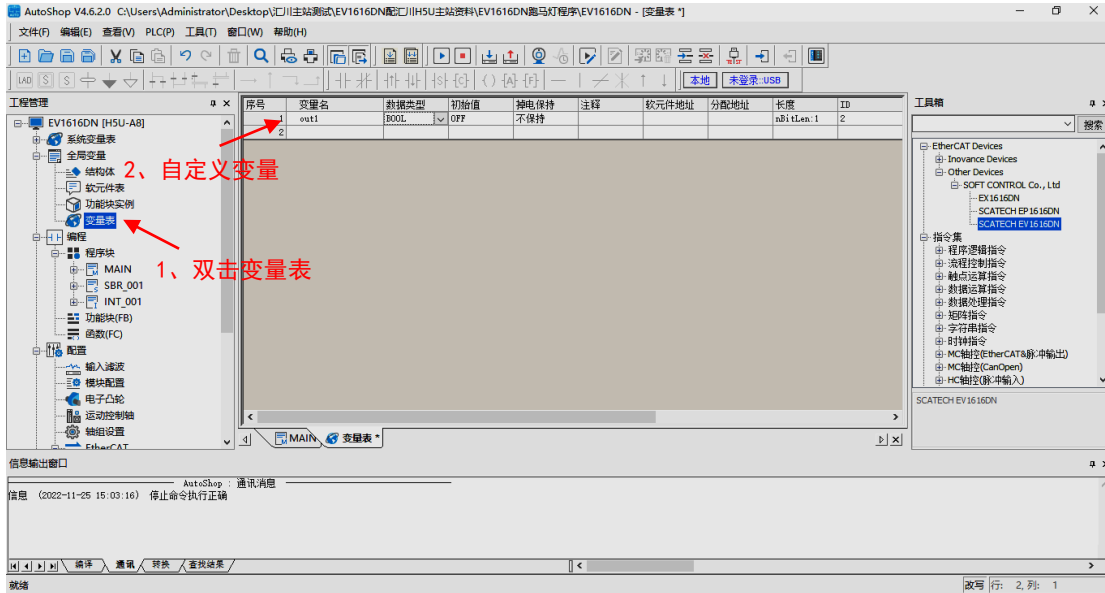 AutoShop V4.6.2.0 C:\Users\Administrator\Desktop\汇川主站测试\EV1616DN配汇川H5U主站资料\EV1616DN跑马灯程序\EV1616DN - [变量表 *]
文件(F) 编辑(E) 查看(V) PLC(P) 工具(T) 窗口(W) 帮助(H)
本地 未登录::USB
工程管理
EV1616DN [H5U-A8]
系统变量表
全局变量
结构体
软元件表
功能块实例
变量表
编程
程序块
MAIN
SBR_001
INT_001
功能块(FB)
函数(FC)
配置
输入滤波
模块配置
电子凸轮
运动控制轴
轴组设置
EtherCAT
序号 变量名 数据类型 初始值 掉电保持 注释 软元件地址 分配地址 长度 ID
1 out1 BOOL OFF 不保持 nBitLen:1 2
2
2、自定义变量
1、双击变量表
MAIN 变量表 *
工具箱
搜索
EtherCAT Devices
Inovance Devices
Other Devices
SOFT CONTROL Co., Ltd
EX1616DN
SCATECH EP1616DN
SCATECH EV1616DN
指令集
程序逻辑指令
流程控制指令
触点运算指令
数据运算指令
数据处理指令
矩阵指令
字符串指令
时钟指令
MC轴控(EtherCAT&脉冲输出)
MC轴控(CanOpen)
HC轴控(脉冲输入)
SCATECH EV1616DN
信息输出窗口
AutoShop : 通讯消息
信息 (2022-11-25 15:03:16) 停止命令执行正确
编译 通讯 转换 查找结果
就绪
改写 行: 2, 列: 1